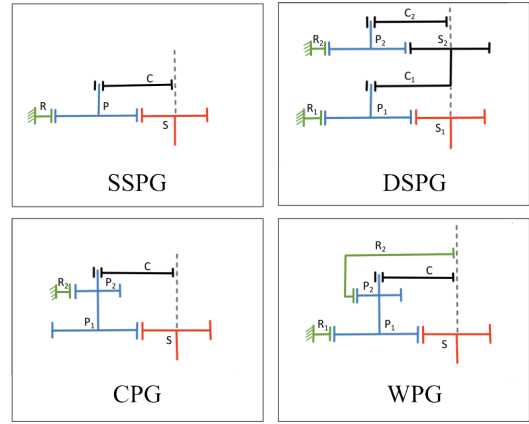 C
R
P
S
SSPG
C₂
R₂
P₂
S₂
C₁
R₁
P₁
S₁
DSPG
C
R₂
P₂
P₁
S
CPG
R₂
C
P₂
R₁
P₁
S
WPG